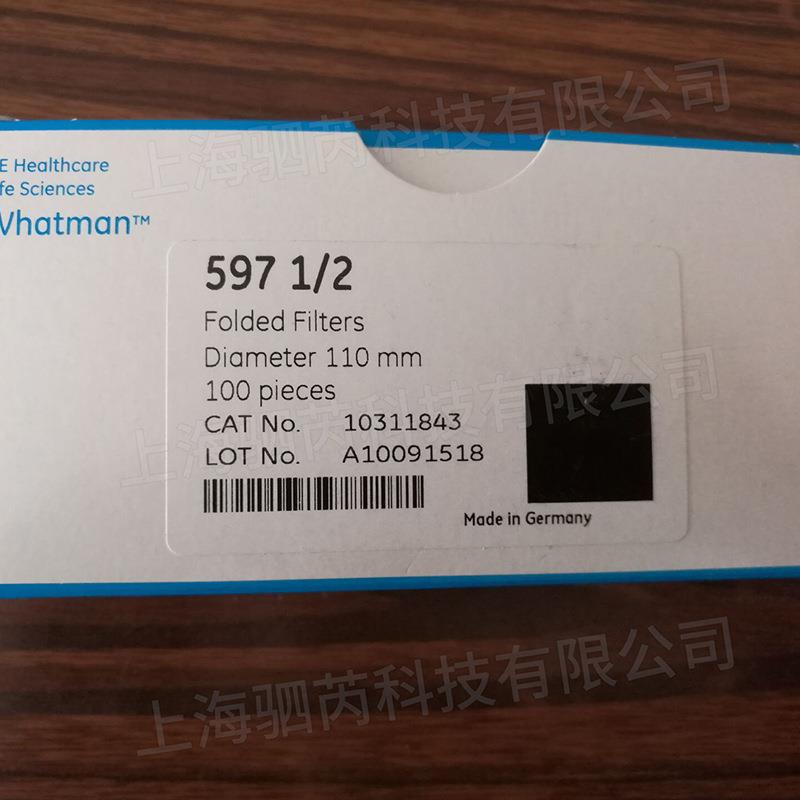 上海驷芮科技有限公司
E Healthcare
fe Sciences
Whatman™
597 1/2
Folded Filters
Diameter 110 mm
100 pieces
上海驷芮科技有限公司
CAT No. 10311843
LOT No. A10091518
Made in Germany
上海驷芮科技有限公司